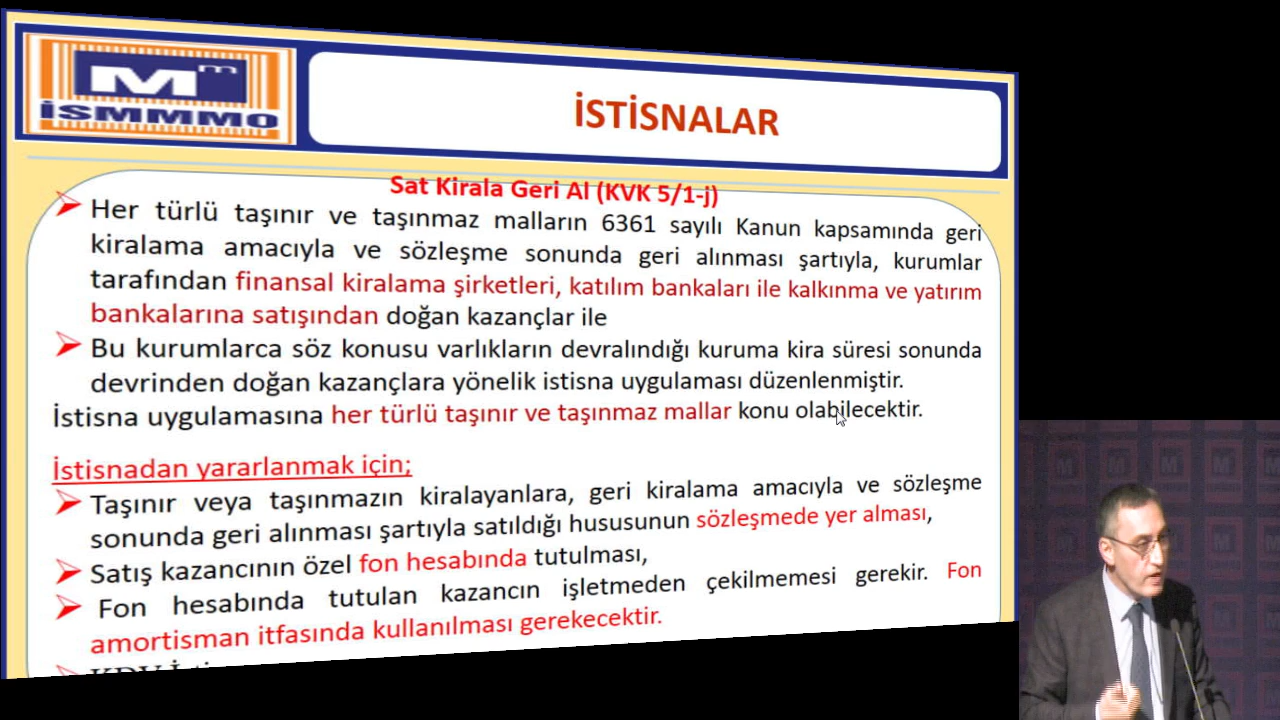 Mm
İSMMMO
İSTİSNALAR
Sat Kirala Geri Al (KVK 5/1-j)
Her türlü taşınır ve taşınmaz malların 6361 sayılı Kanun kapsamında geri
kiralama amacıyla ve sözleşme sonunda geri alınması şartıyla, kurumlar
tarafından finansal kiralama şirketleri, katılım bankaları ile kalkınma ve yatırım
bankalarına satışından doğan kazançlar ile
Bu kurumlarca söz konusu varlıkların devralındığı kuruma kira süresi sonunda
devrinden doğan kazançlara yönelik istisna uygulaması düzenlenmiştir.
İstisna uygulamasına her türlü taşınır ve taşınmaz mallar konu olabilecektir.
İstisnadan yararlanmak için;
Taşınır veya taşınmazın kiralayanlara, geri kiralama amacıyla ve sözleşme
sonunda geri alınması şartıyla satıldığı hususunun sözleşmede yer alması,
Satış kazancının özel fon hesabında tutulması,
Fon hesabında tutulan kazancın işletmeden çekilmemesi gerekir. Fon
amortisman itfasında kullanılması gerekecektir.